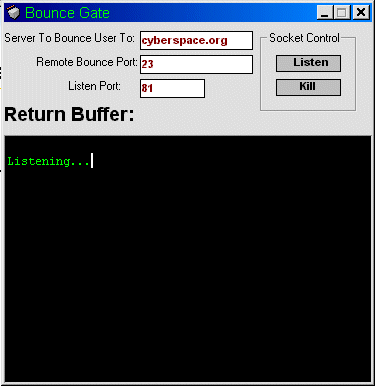 Bounce Gate
Server To Bounce User To: cyberspace.org
Remote Bounce Port: 23
Listen Port: 81
Socket Control
Listen
Kill
Return Buffer:
Listening...